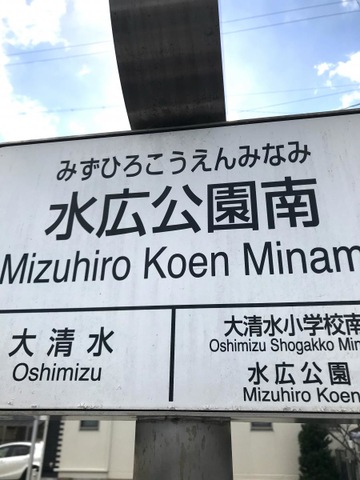 みずひろこうえんみなみ
水広公園南
Mizuhiro Koen Minam
大清水
Oshimizu
大清水小学校南
Oshimizu Shogakko Min
水広公園
Mizuhiro Koen